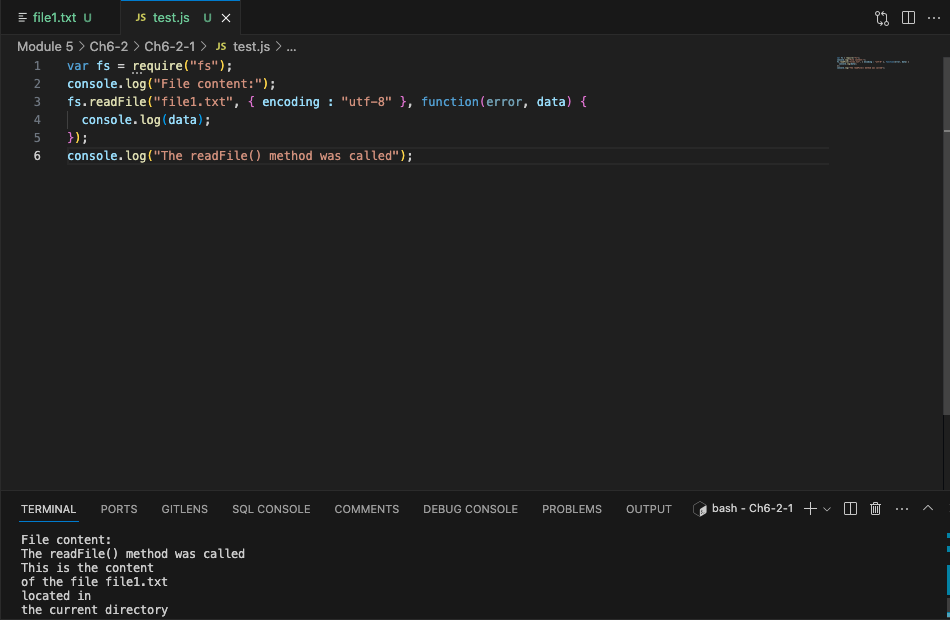 file1.txt U
JS test.js U
Module 5 > Ch6-2 > Ch6-2-1 > JS test.js > ...
1 var fs = require("fs");
2 console.log("File content:");
3 fs.readFile("file1.txt", { encoding : "utf-8" }, function(error, data) {
4   console.log(data);
5 });
6 console.log("The readFile() method was called");
TERMINAL PORTS GITLENS SQL CONSOLE COMMENTS DEBUG CONSOLE PROBLEMS OUTPUT bash - Ch6-2-1
File content:
The readFile() method was called
This is the content
of the file file1.txt
located in
the current directory